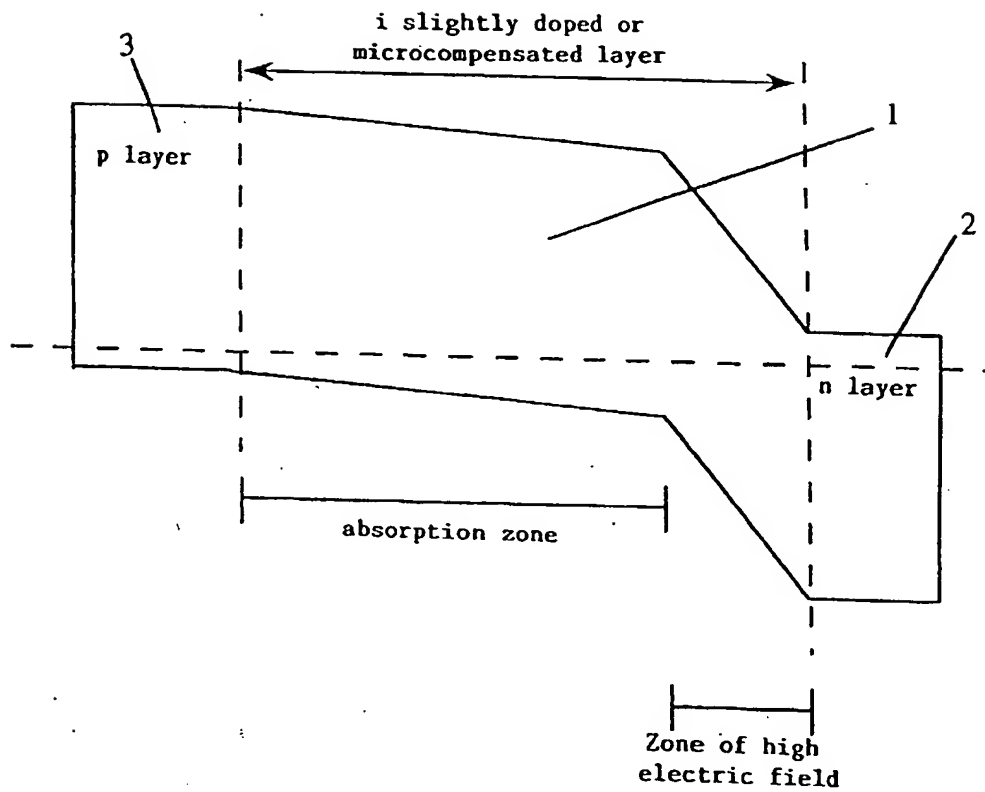 i slightly doped or
microcompensated layer
3
1
p layer
2
n layer
absorption zone
Zone of high
electric field